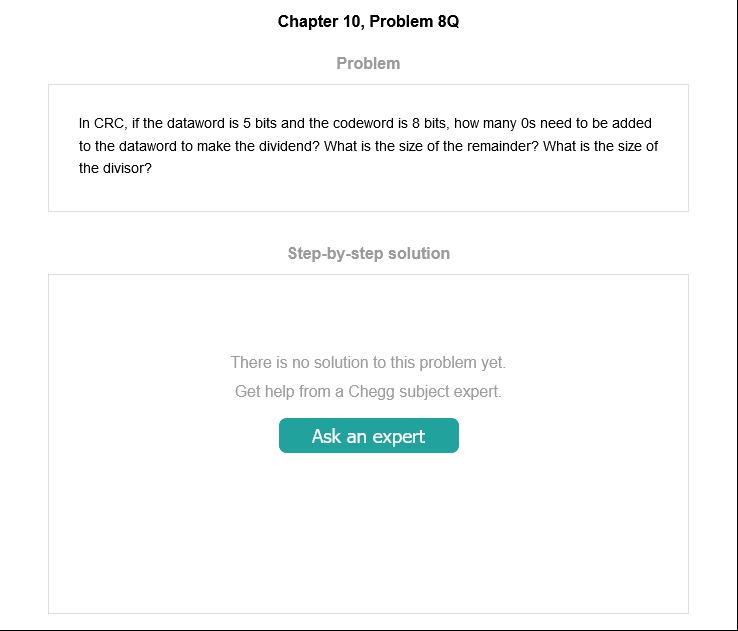 Chapter 10, Problem 8Q
Problem
In CRC, if the dataword is 5 bits and the codeword is 8 bits, how many 0s need to be added
to the dataword to make the dividend? What is the size of the remainder? What is the size of
the divisor?
Step-by-step solution
There is no solution to this problem yet.
Get help from a Chegg subject expert.
Ask an expert